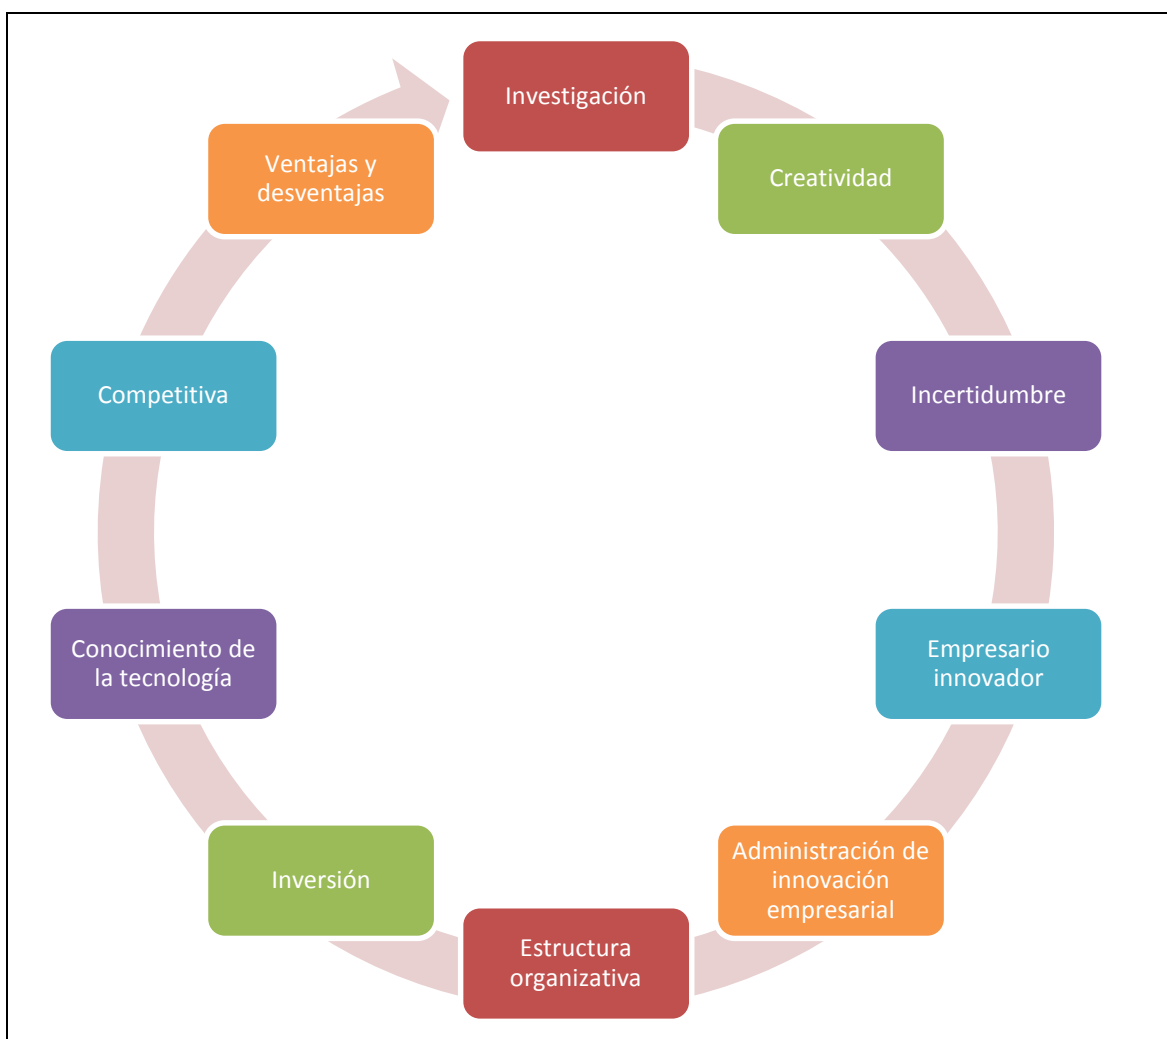 Investigación
Creatividad
Incertidumbre
Empresario
innovador
Administración de
innovación
empresarial
Estructura
organizativa
Inversión
Conocimiento de
la tecnología
Competitiva
Ventajas y
desventajas